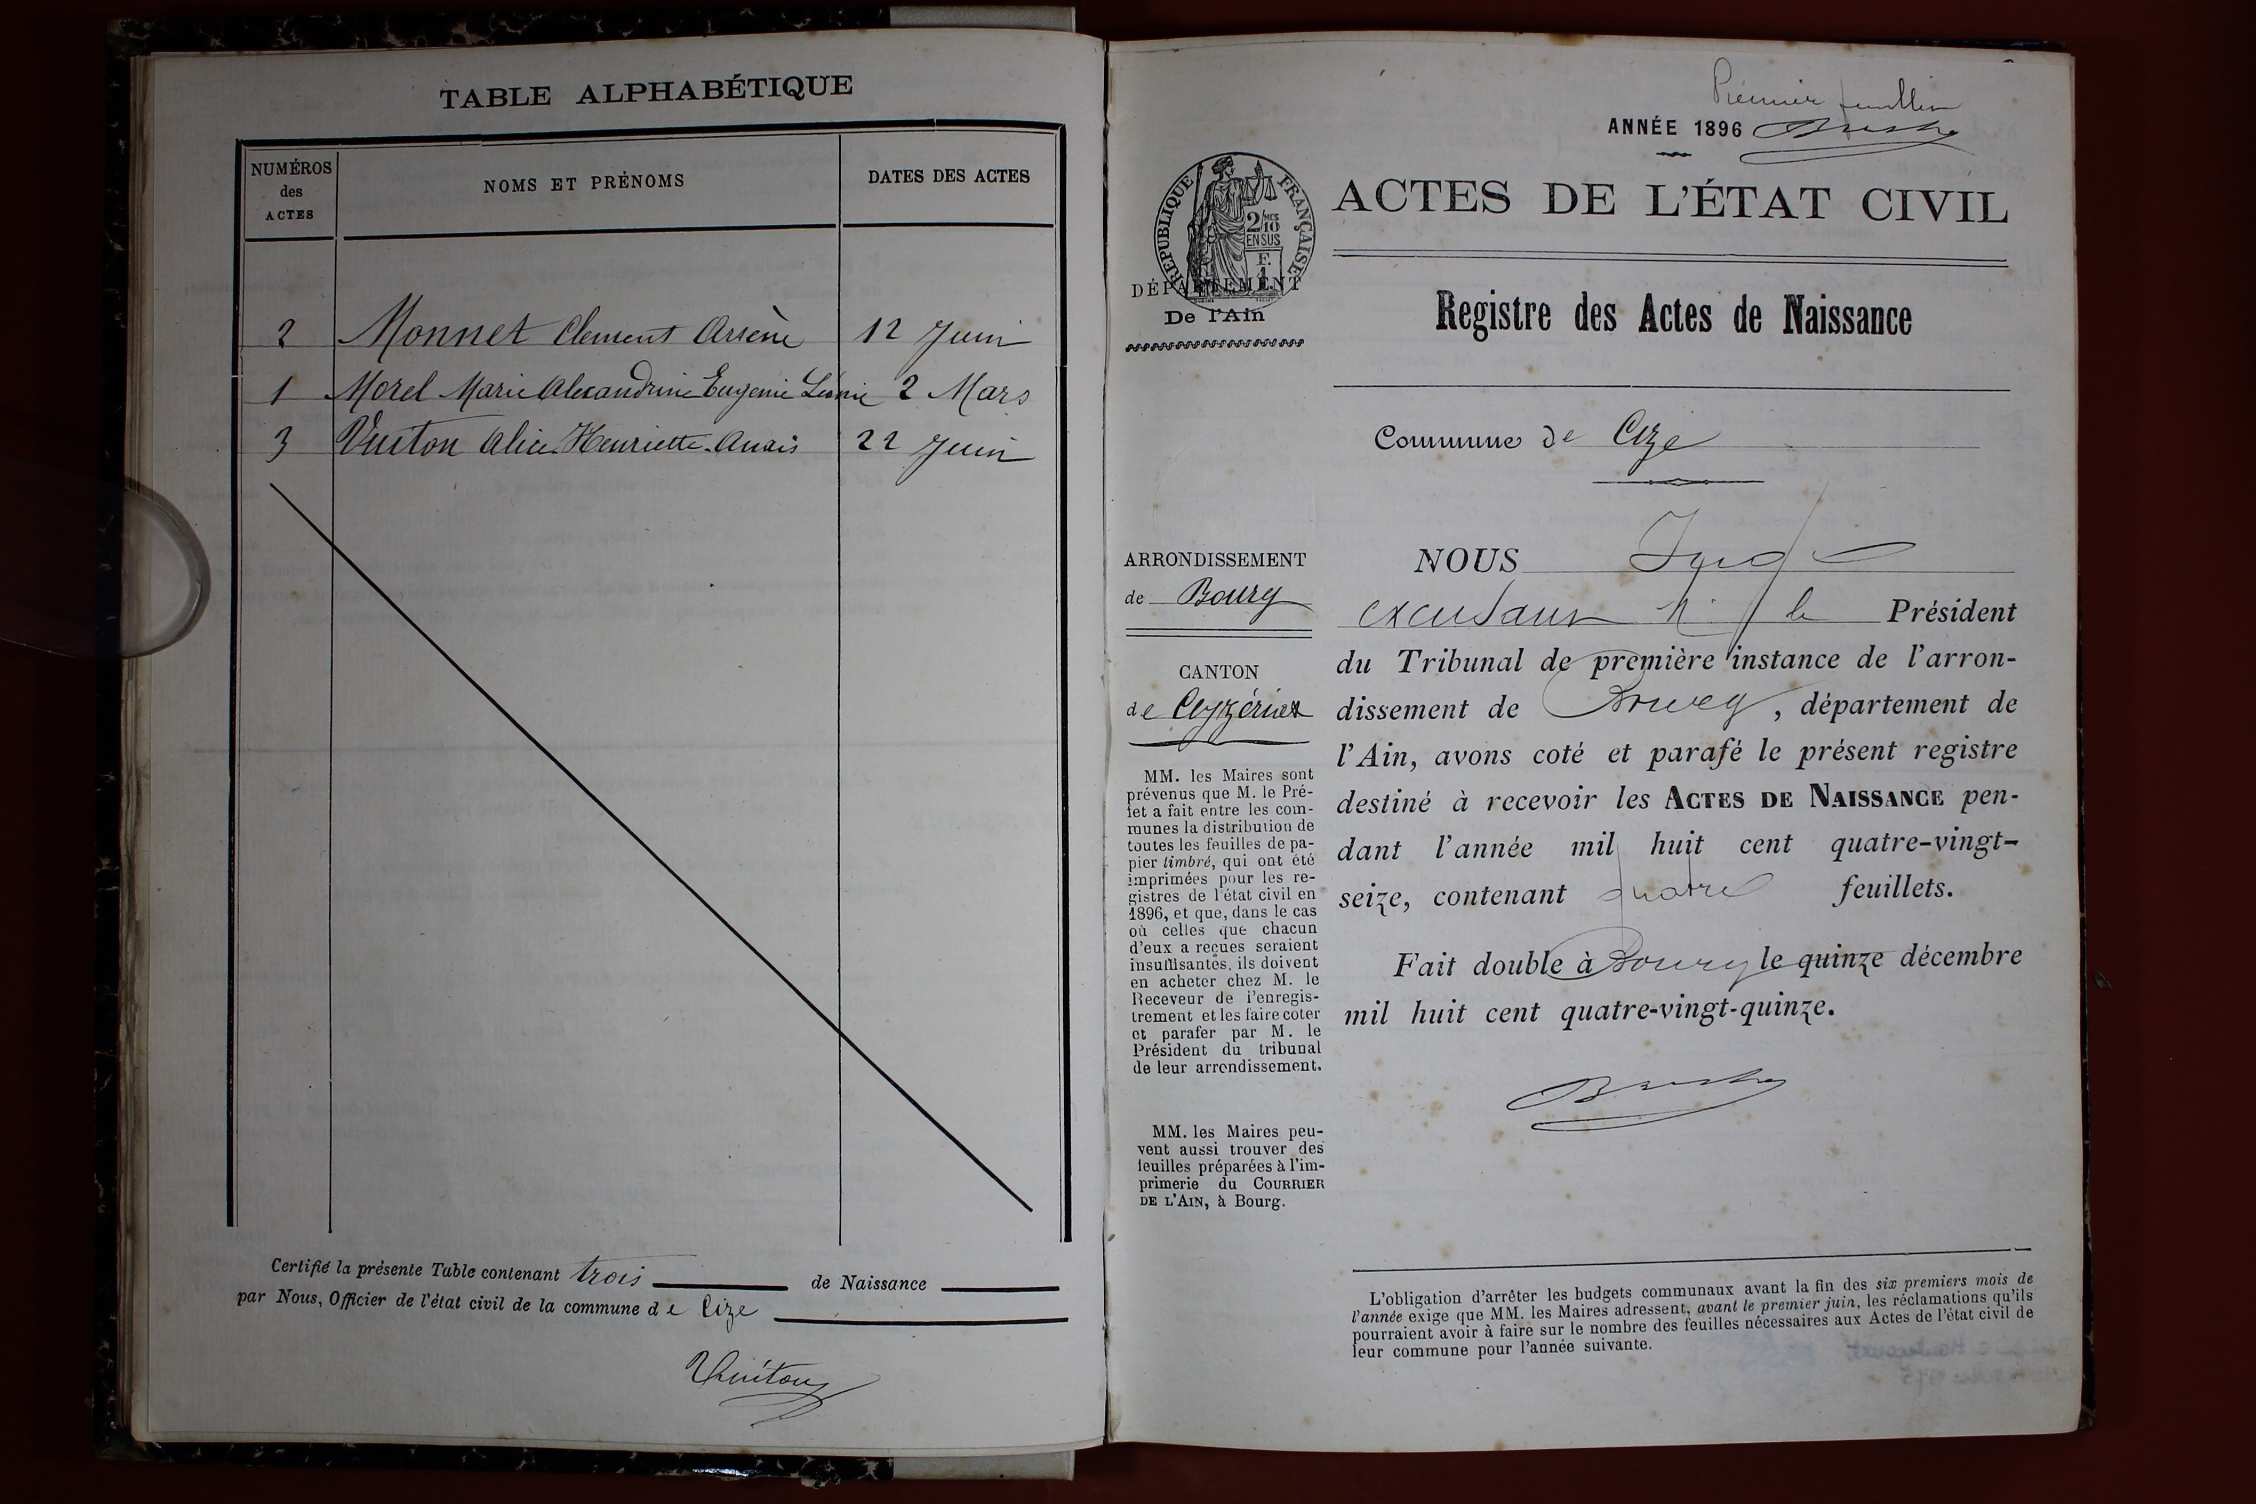 TABLE ALPHABÉTIQUE
NUMÉROS
des
ACTES
NOMS ET PRÉNOMS
DATES DES ACTES
2 Monnet Clement Arsène 12 Juin
1 Morel Marie Alexandrine Eugenie Léonie 2 Mars
3 Vuiton Alice Henriette Anaïs 22 Juin
Certifié la présente Table contenant trois de Naissance
par Nous, Officier de l'état civil de la commune de Cize
Vuiton
Premier feuillet
ANNÉE 1896
RÉPUBLIQUE FRANÇAISE
2/10 MES
EN SUS
F.
1
DÉPARTEMENT
De l'Ain
ACTES DE L'ÉTAT CIVIL
Registre des Actes de Naissance
Commune de Cize
ARRONDISSEMENT
de Bourg
CANTON
de Ceyzériat
MM. les Maires sont
prévenus que M. le Pré-
fet a fait entre les com-
munes la distribution de
toutes les feuilles de pa-
pier timbré, qui ont été
imprimées pour les re-
gistres de l'état civil en
1896, et que, dans le cas
où celles que chacun
d'eux a reçues seraient
insuffisantes, ils doivent
en acheter chez M. le
Receveur de l'enregis-
trement et les faire coter
et parafer par M. le
Président du tribunal
de leur arrondissement.
MM. les Maires peu-
vent aussi trouver des
feuilles préparées à l'im-
primerie du COURRIER
DE L'AIN, à Bourg.
NOUS Juge
le Président
du Tribunal de première instance de l'arron-
dissement de Bourg, département de
l'Ain, avons coté et parafé le présent registre
destiné à recevoir les ACTES DE NAISSANCE pen-
dant l'année mil huit cent quatre-vingt-
seize, contenant quatre feuillets.
Fait double à Bourg le quinze décembre
mil huit cent quatre-vingt-quinze.
L'obligation d'arrêter les budgets communaux avant la fin des six premiers mois de
l'année exige que MM. les Maires adressent, avant le premier juin, les réclamations qu'ils
pourraient avoir à faire sur le nombre des feuilles nécessaires aux Actes de l'état civil de
leur commune pour l'année suivante.